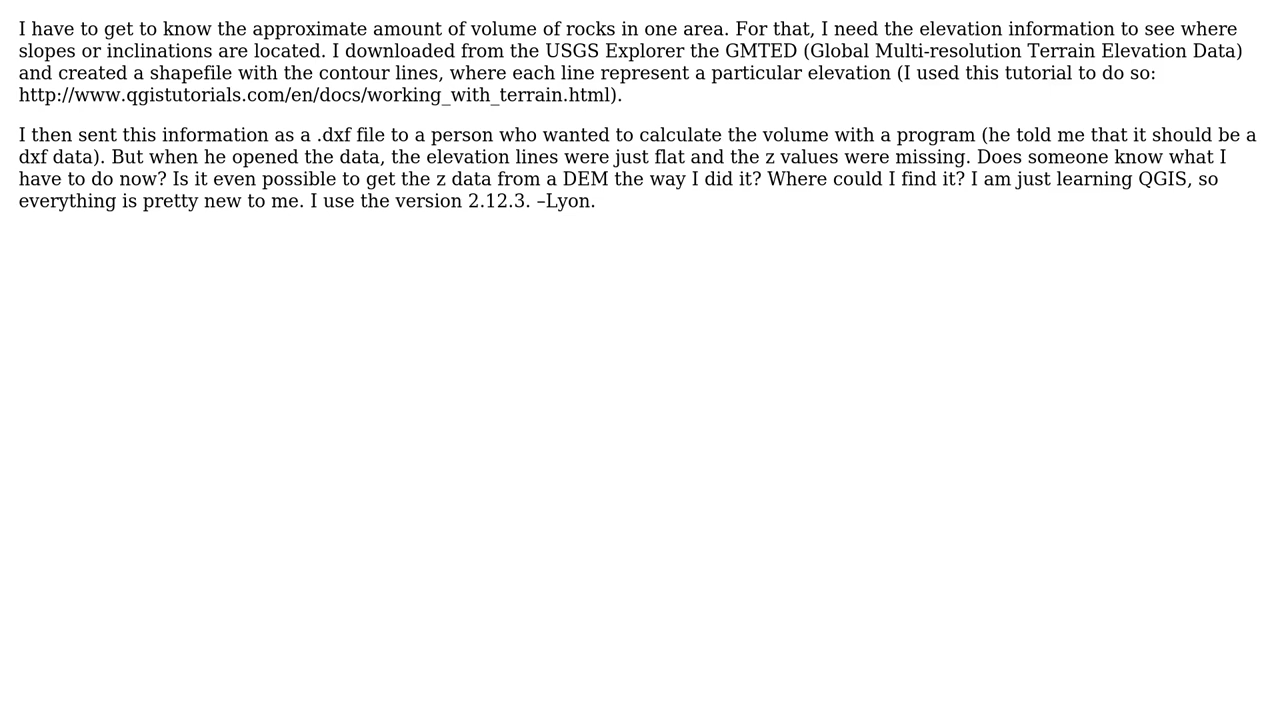 I have to get to know the approximate amount of volume of rocks in one area. For that, I need the elevation information to see where
slopes or inclinations are located. I downloaded from the USGS Explorer the GMTED (Global Multi-resolution Terrain Elevation Data)
and created a shapefile with the contour lines, where each line represent a particular elevation (I used this tutorial to do so:
http://www.qgistutorials.com/en/docs/working_with_terrain.html).
I then sent this information as a .dxf file to a person who wanted to calculate the volume with a program (he told me that it should be a
dxf data). But when he opened the data, the elevation lines were just flat and the z values were missing. Does someone know what I
have to do now? Is it even possible to get the z data from a DEM the way I did it? Where could I find it? I am just learning QGIS, so
everything is pretty new to me. I use the version 2.12.3. –Lyon.